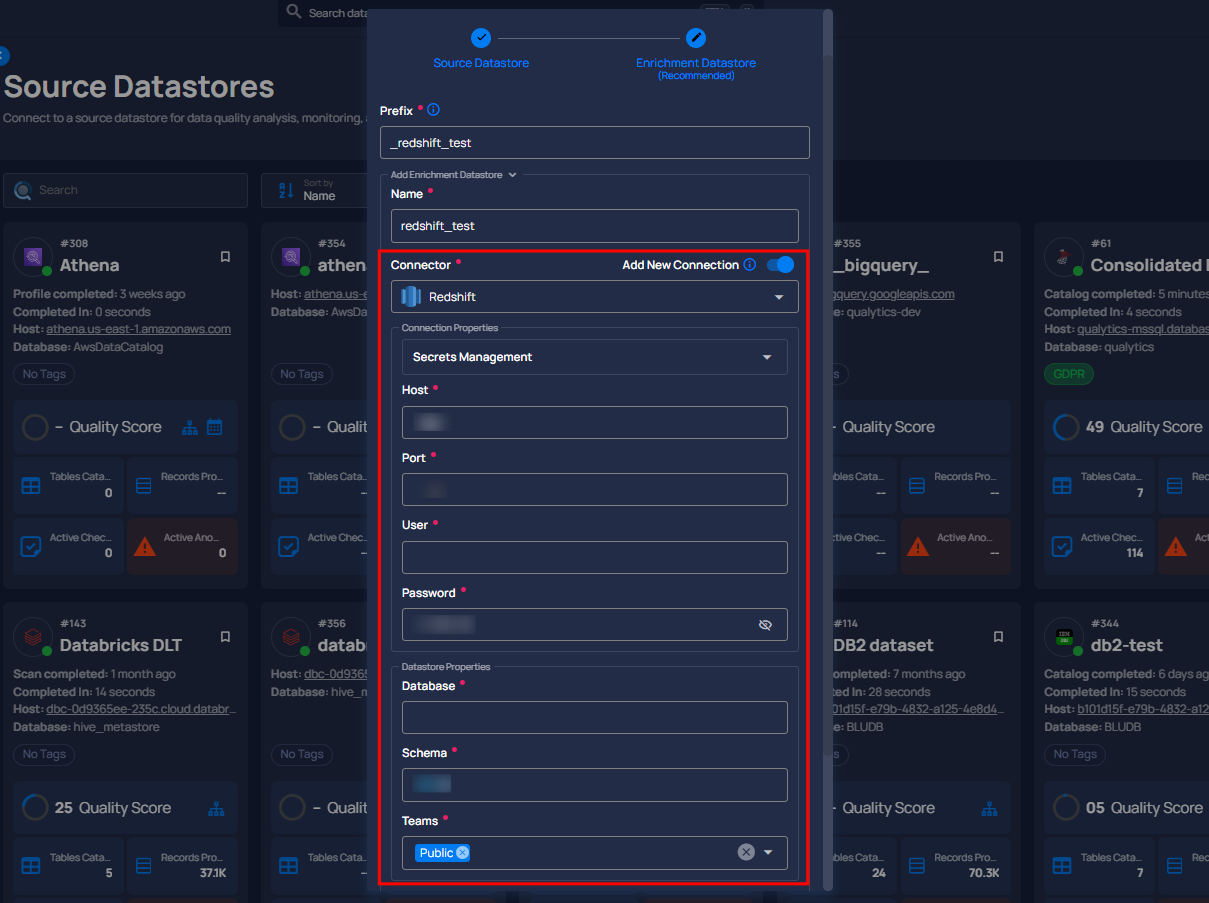 Search data
Source Datastore
Enrichment Datastore
(Recommended)
Source Datastores
Connect to a source datastore for data quality analysis, monitoring,
Prefix *
_redshift_test
Add Enrichment Datastore
Name *
redshift_test
Connector *
Add New Connection
Redshift
Connection Properties
Secrets Management
Host *
Port *
User *
Password *
Datastore Properties
Database *
Schema *
Teams *
Public
Search
Sort by
Name
#308
Athena
Profile completed: 3 weeks ago
Completed In: 0 seconds
Host: athena.us-east-1.amazonaws.com
Database: AwsDataCatalog
No Tags
– Quality Score
Tables Cata...
0
Records Pro...
--
Active Chec...
0
Active Ano...
0
#354
athen
Host: athena.us-e
Database: AwsDa
No Tags
– Qualit
Tables Cata
Active Chec
#355
_bigquery_
gquery.googleapis.com
e: qualytics-dev
Quality Score
bles Cata...
--
Records Pro...
--
ctive Chec...
--
Active Ano...
--
#61
Consolidated
Catalog completed: 5 minutes
Completed In: 4 seconds
Host: qualytics-mssql.databas
Database: qualytics
GDPR
49 Quality Score
Tables Cata...
7
Rec
Active Chec...
114
Act
#143
Databricks DLT
Scan completed: 1 month ago
Completed In: 14 seconds
Host: dbc-0d9365ee-235c.cloud.databr...
Database: hive_metastore
No Tags
25 Quality Score
Tables Cata...
5
Records Pro...
37.1K
#356
datab
Host: dbc-0d9365
Database: hive_m
No Tags
– Qualit
Tables Cata
#114
DB2 dataset
ompleted: 7 months ago
ed In: 28 seconds
01d15f-e79b-4832-a125-4e8d4...
e: BLUDB
Quality Score
bles Cata...
24
Records Pro...
70.3K
#344
db2-test
Catalog completed: 6 days ago
Completed In: 15 seconds
Host: b101d15f-e79b-4832-a12
Database: BLUDB
No Tags
05 Quality Score
Tables Cata...
7
Rec